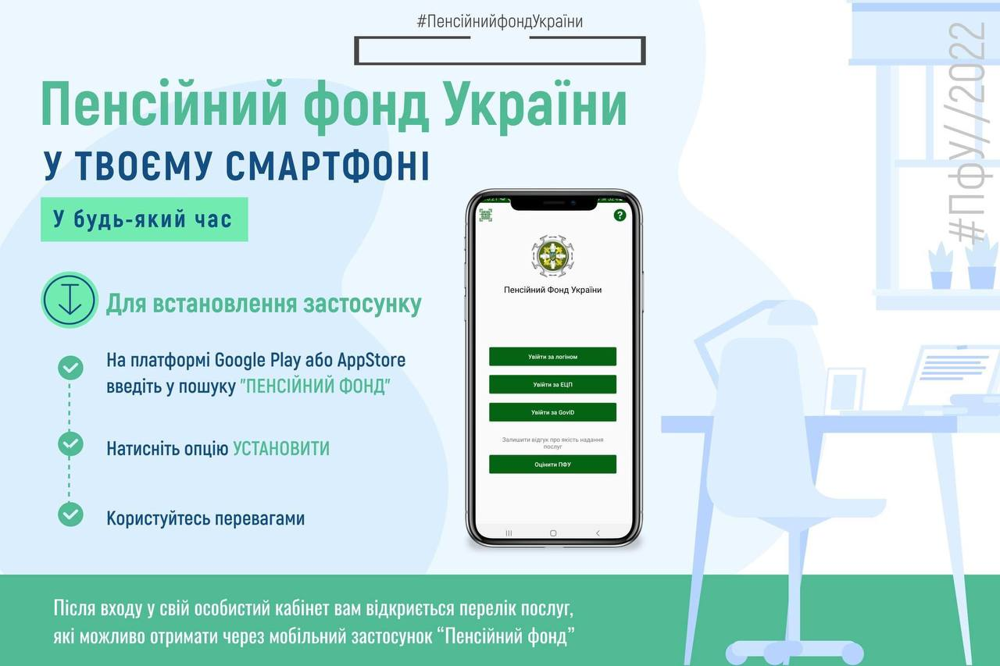 #ПенсійнийфондУкраїни
#ПФУ//2022
Пенсійний фонд України
У ТВОЄМУ СМАРТФОНІ
У будь-який час
Для встановлення застосунку
На платформі Google Play або AppStore
введіть у пошуку "ПЕНСІЙНИЙ ФОНД"
Натисніть опцію УСТАНОВИТИ
Користуйтесь перевагами
?
Пенсійний Фонд України
Увійти за логіном
Увійти за ЕЦП
Увійти за GovID
Залишити відгук про якість надання
послуг
Оцінити ПФУ
Після входу у свій особистий кабінет вам відкриється перелік послуг,
які можливо отримати через мобільний застосунок “Пенсійний фонд”